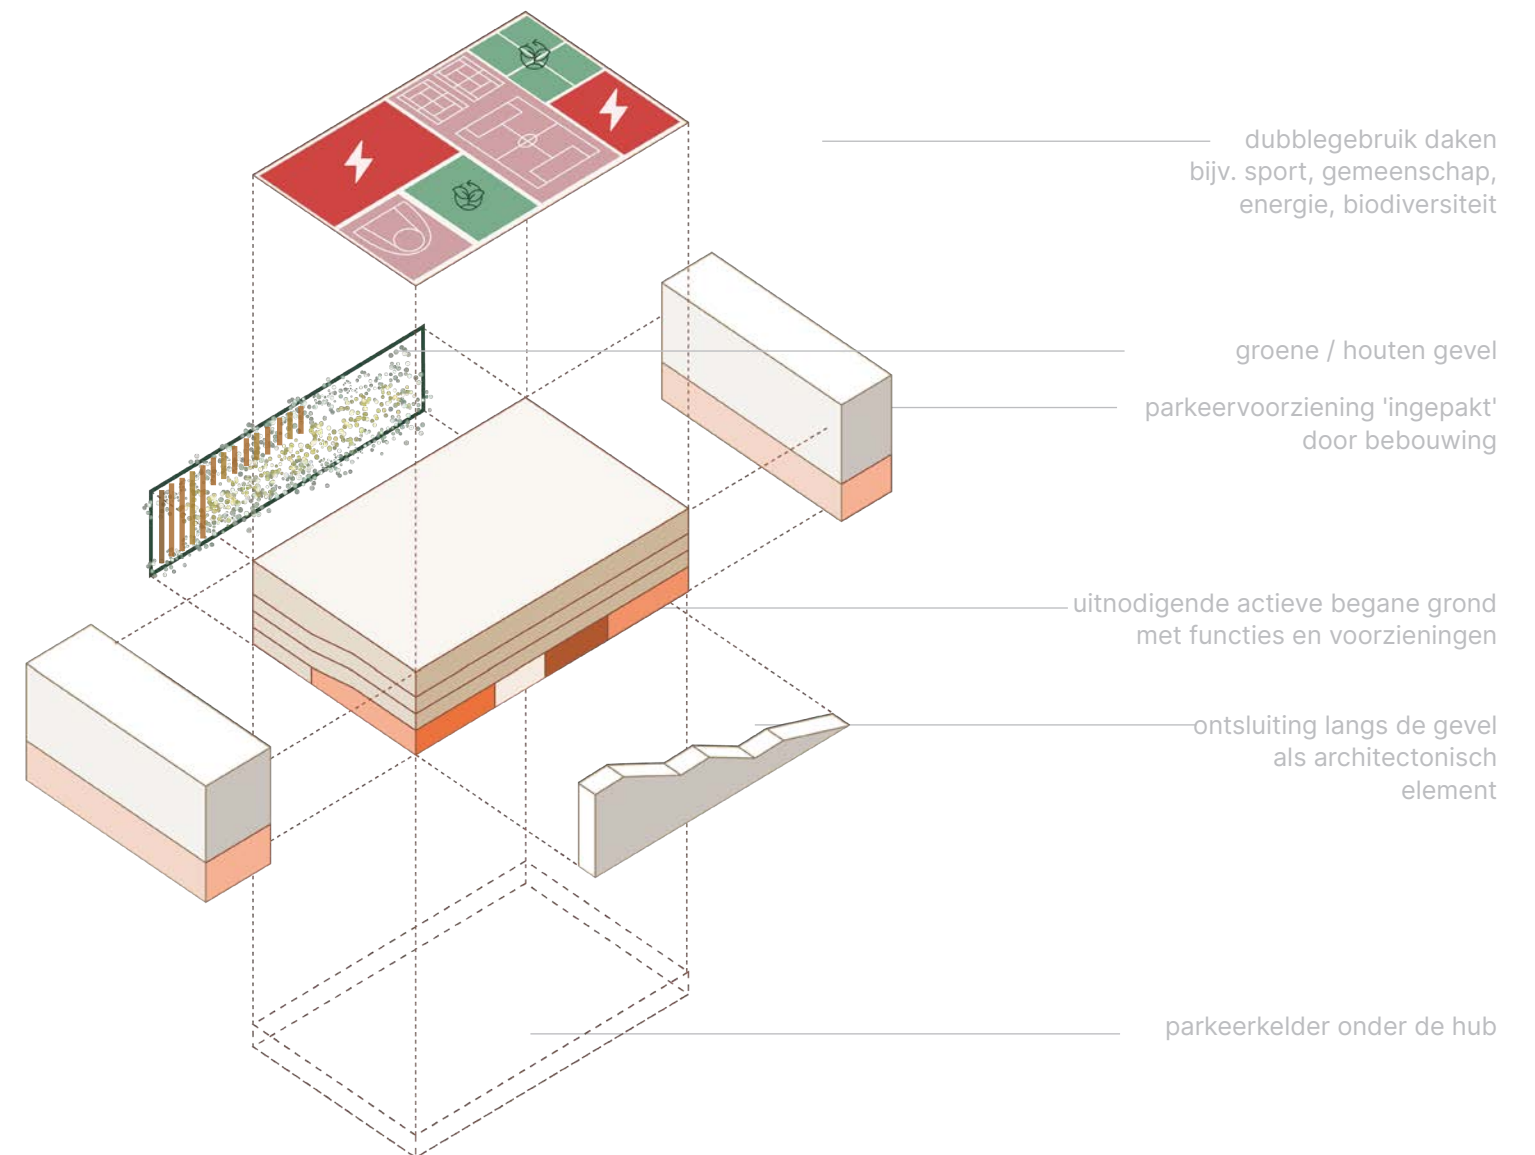 dubblegebruik daken
bijv. sport, gemeenschap,
energie, biodiversiteit
groene / houten gevel
parkeervoorziening 'ingepakt'
door bebouwing
uitnodigende actieve begane grond
met functies en voorzieningen
ontsluiting langs de gevel
als architectonisch
element
parkeerkelder onder de hub